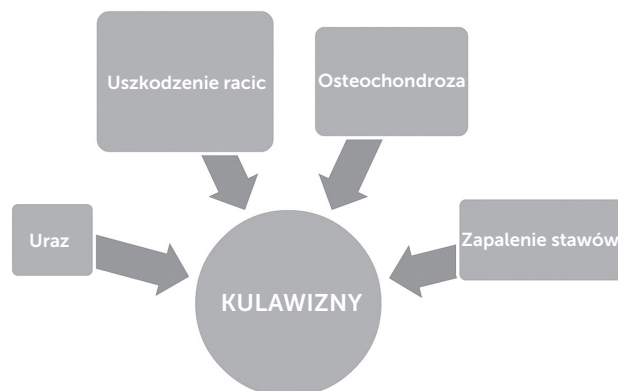 Uszkodzenie racic
Osteochondroza
Uraz
Zapalenie stawów
KULAWIZNY